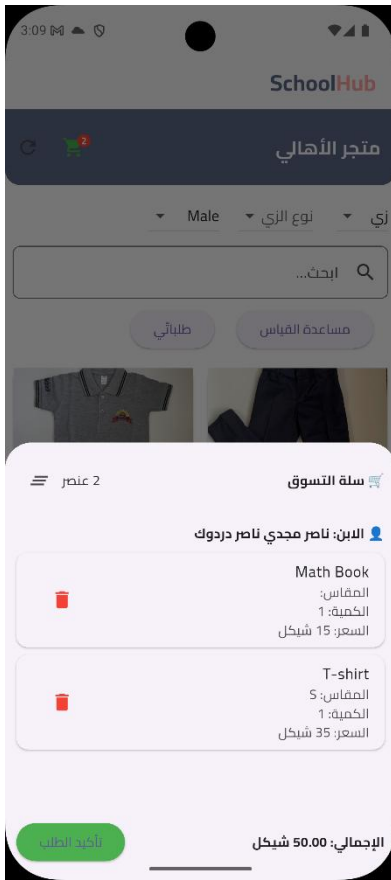 3:09
SchoolHub
متجر الأهالي
2
زي
نوع الزي
Male
ابحث...
مساعدة القياس
طلباتي
🛒 سلة التسوق
2 عنصر
👤 الابن: ناصر مجدي ناصر دردوك
Math Book
المقاس:
الكمية: 1
السعر: 15 شيكل
T-shirt
المقاس: S
الكمية: 1
السعر: 35 شيكل
الإجمالي: 50.00 شيكل
تأكيد الطلب